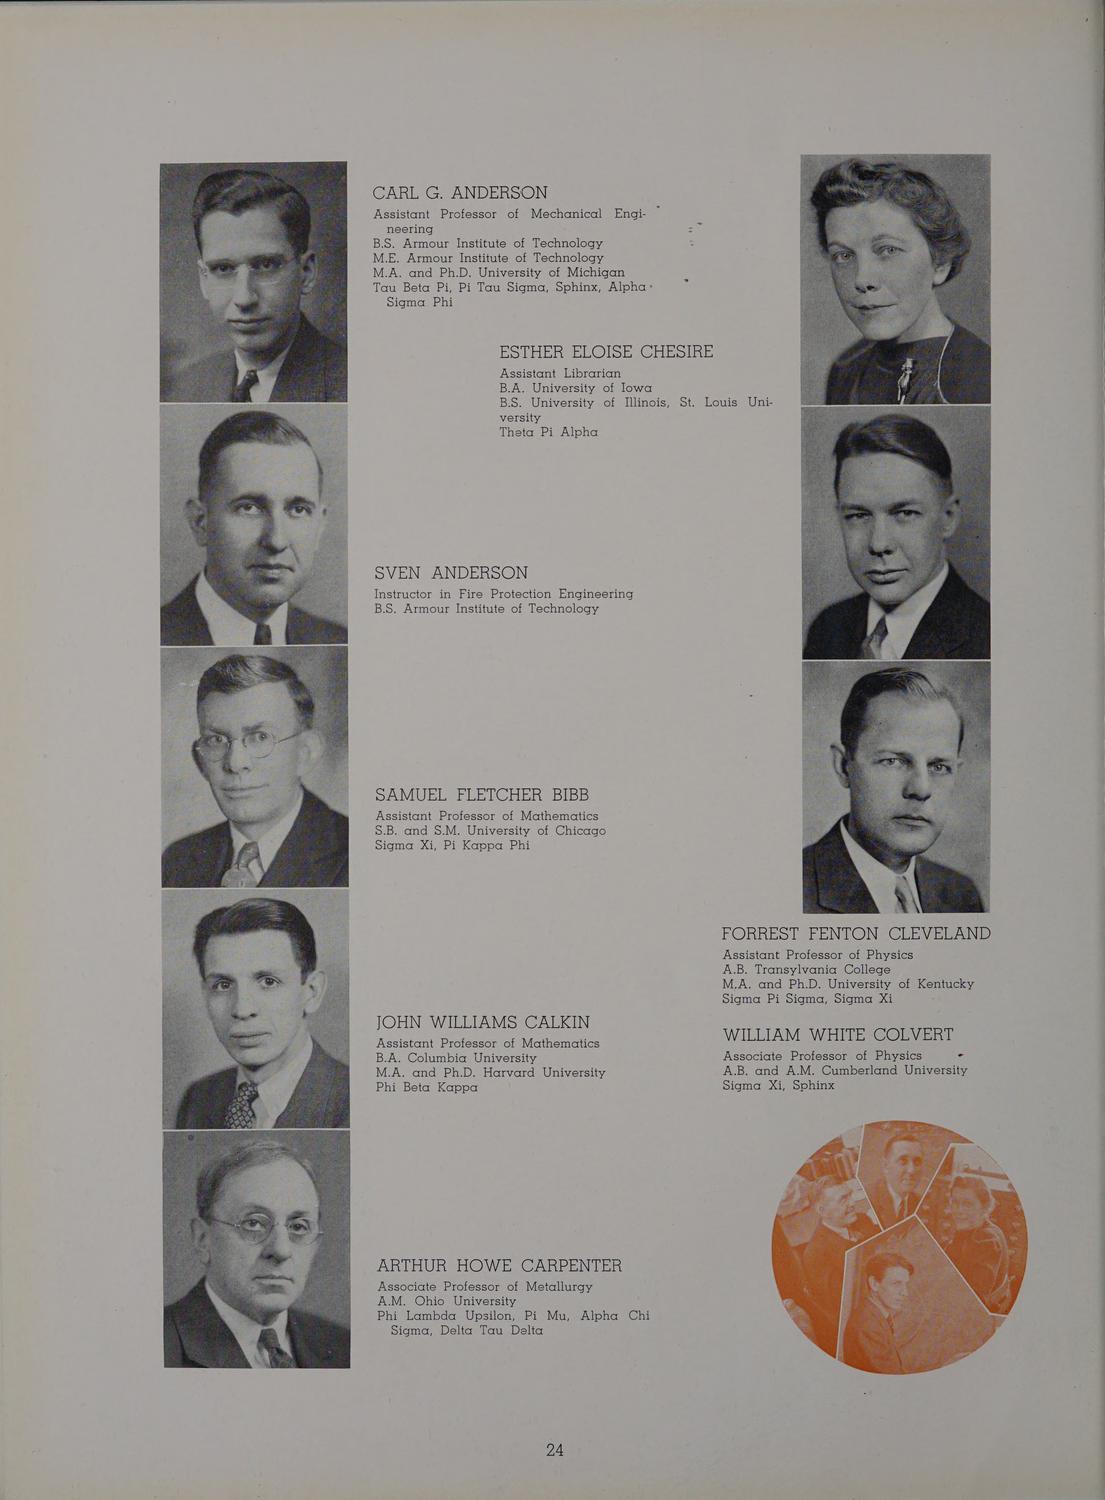 CARL G. ANDERSON
Assistant Professor of Mechanical Engi-
neering
B.S. Armour Institute of Technology
M.E. Armour Institute of Technology
M.A. and Ph.D. University of Michigan
Tau Beta Pi, Pi Tau Sigma, Sphinx, Alpha
Sigma Phi
ESTHER ELOISE CHESIRE
Assistant Librarian
B.A. University of Iowa
B.S. University of Illinois, St. Louis Uni-
versity
Theta Pi Alpha
SVEN ANDERSON
Instructor in Fire Protection Engineering
B.S. Armour Institute of Technology
SAMUEL FLETCHER BIBB
Assistant Professor of Mathematics
S.B. and S.M. University of Chicago
Sigma Xi, Pi Kappa Phi
JOHN WILLIAMS CALKIN
Assistant Professor of Mathematics
B.A. Columbia University
M.A. and Ph.D. Harvard University
Phi Beta Kappa
ARTHUR HOWE CARPENTER
Associate Professor of Metallurgy
A.M. Ohio University
Phi Lambda Upsilon, Pi Mu, Alpha Chi
Sigma, Delta Tau Delta
FORREST FENTON CLEVELAND
Assistant Professor of Physics
A.B. Transylvania College
M.A. and Ph.D. University of Kentucky
Sigma Pi Sigma, Sigma Xi
WILLIAM WHITE COLVERT
Associate Professor of Physics
A.B. and A.M. Cumberland University
Sigma Xi, Sphinx
24